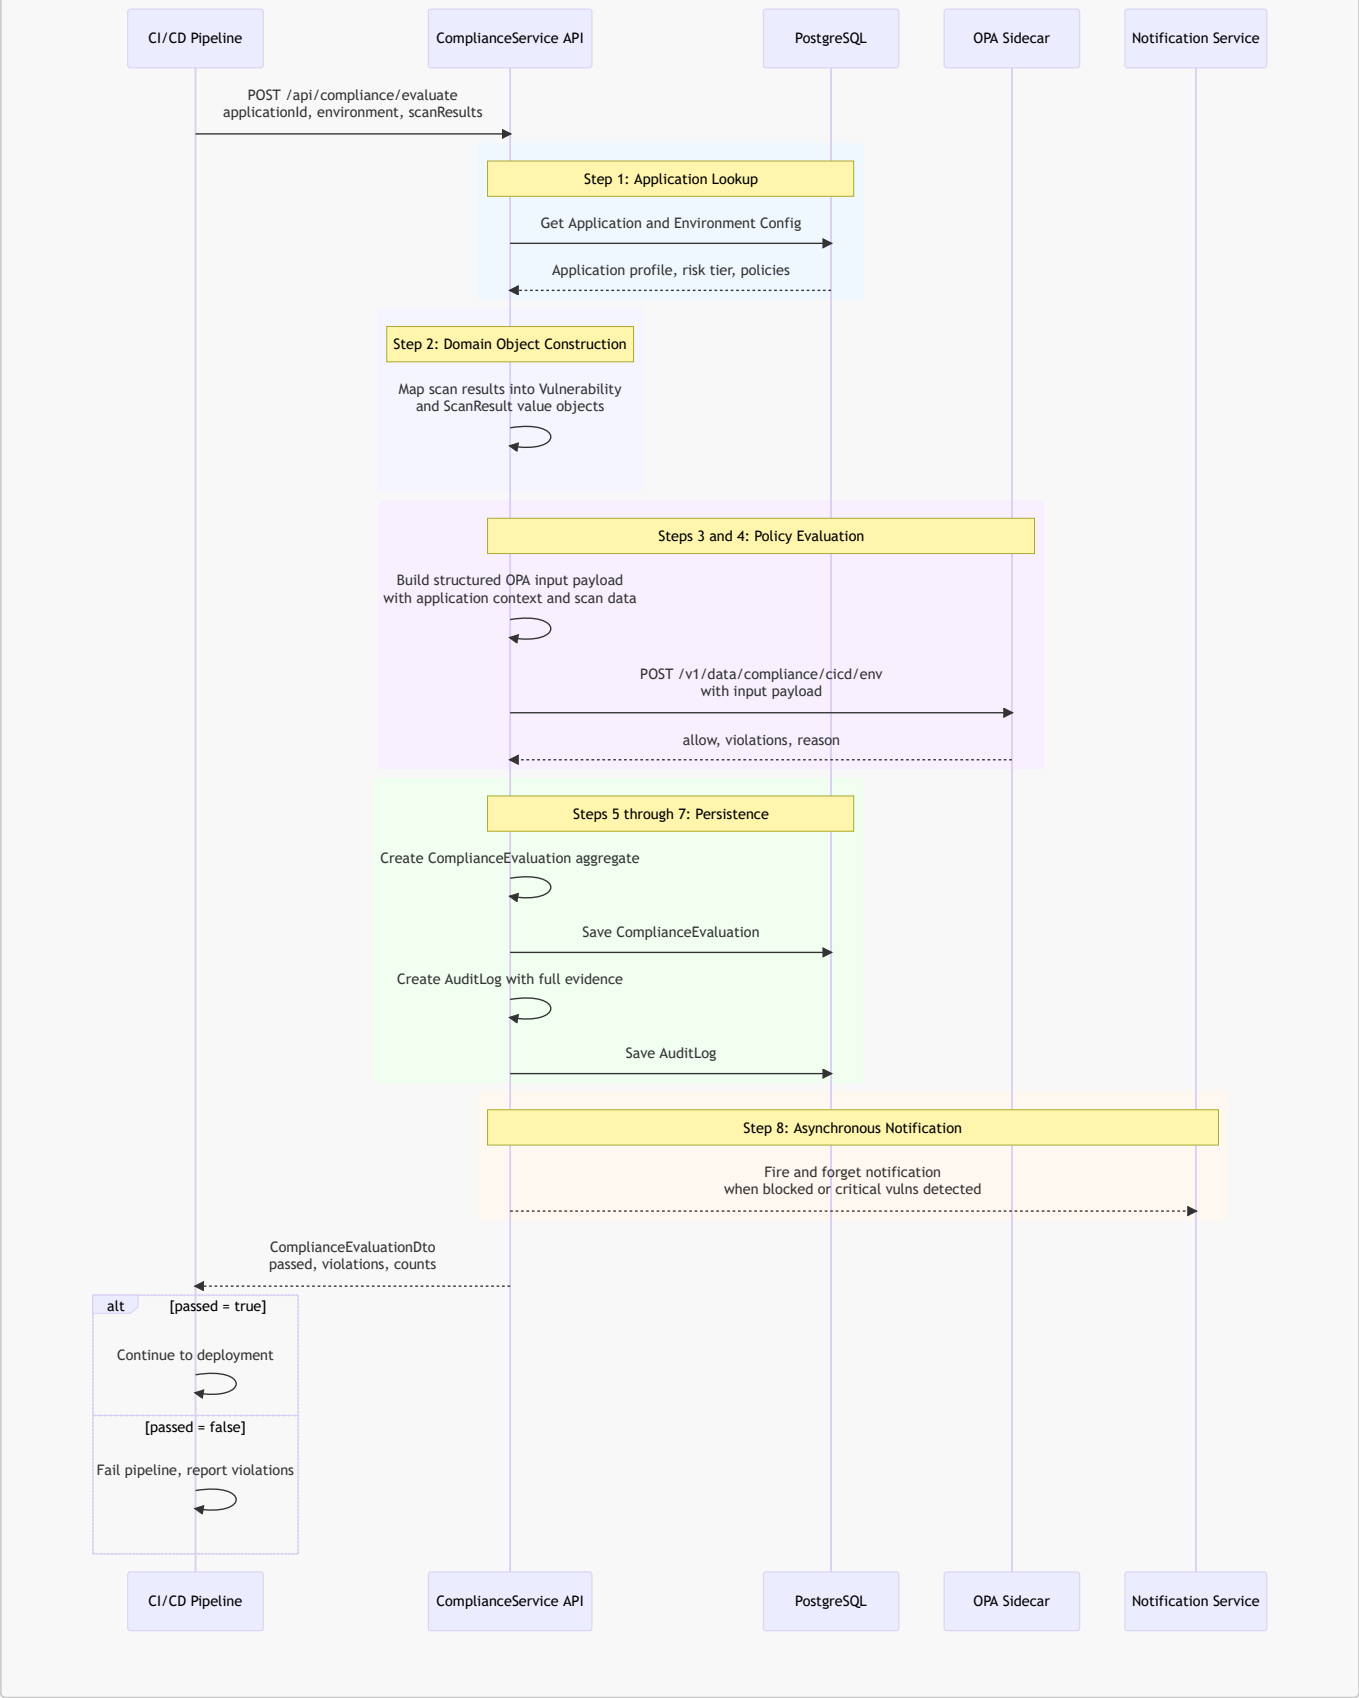 CI/CD Pipeline
ComplianceService API
PostgreSQL
OPA Sidecar
Notification Service
POST /api/compliance/evaluate
applicationId, environment, scanResults
Step 1: Application Lookup
Get Application and Environment Config
Application profile, risk tier, policies
Step 2: Domain Object Construction
Map scan results into Vulnerability
and ScanResult value objects
Steps 3 and 4: Policy Evaluation
Build structured OPA input payload
with application context and scan data
POST /v1/data/compliance/cicd/env
with input payload
allow, violations, reason
Steps 5 through 7: Persistence
Create ComplianceEvaluation aggregate
Save ComplianceEvaluation
Create AuditLog with full evidence
Save AuditLog
Step 8: Asynchronous Notification
Fire and forget notification
when blocked or critical vulns detected
ComplianceEvaluationDto
passed, violations, counts
alt
[passed = true]
Continue to deployment
[passed = false]
Fail pipeline, report violations
CI/CD Pipeline
ComplianceService API
PostgreSQL
OPA Sidecar
Notification Service